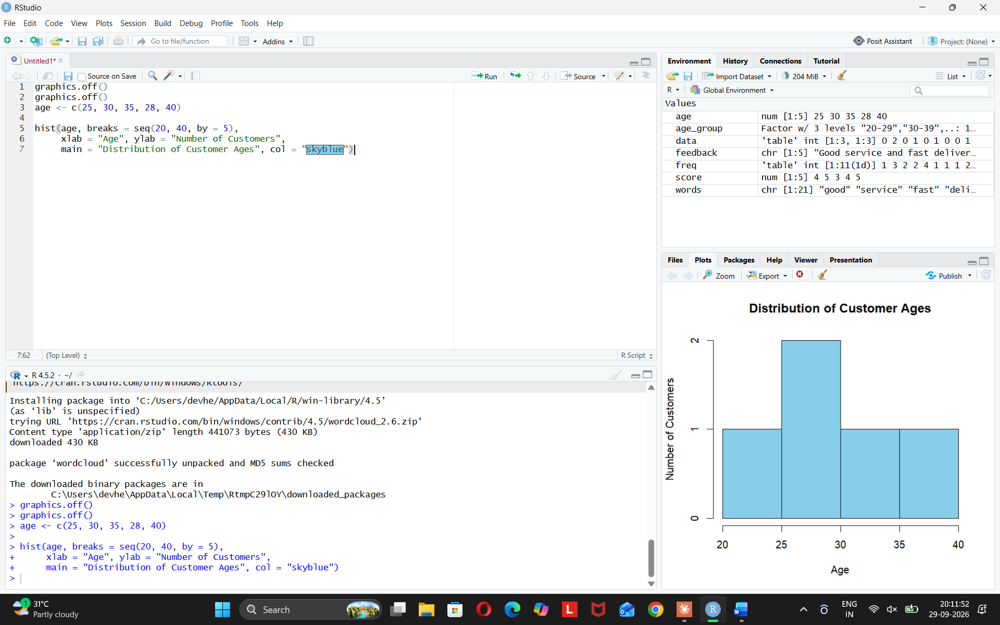 RStudio
File Edit Code View Plots Session Build Debug Profile Tools Help
Go to file/function Addins Posit Assistant Project: (None)
Untitled1*
Source on Save Run Source
1 graphics.off()
2 graphics.off()
3 age <- c(25, 30, 35, 28, 40)
4
5 hist(age, breaks = seq(20, 40, by = 5),
6 xlab = "Age", ylab = "Number of Customers",
7 main = "Distribution of Customer Ages", col = "skyblue")
7:62 (Top Level) R Script
R 4.5.2 · ~/
https://cran.rstudio.com/bin/windows/Rtools/
Installing package into ‘C:/Users/devhe/AppData/Local/R/win-library/4.5’
(as ‘lib’ is unspecified)
trying URL 'https://cran.rstudio.com/bin/windows/contrib/4.5/wordcloud_2.6.zip'
Content type 'application/zip' length 441073 bytes (430 KB)
downloaded 430 KB
package ‘wordcloud’ successfully unpacked and MD5 sums checked
The downloaded binary packages are in
C:\Users\devhe\AppData\Local\Temp\RtmpC29lOY\downloaded_packages
> graphics.off()
> graphics.off()
> age <- c(25, 30, 35, 28, 40)
>
> hist(age, breaks = seq(20, 40, by = 5),
+ xlab = "Age", ylab = "Number of Customers",
+ main = "Distribution of Customer Ages", col = "skyblue")
>
Environment History Connections Tutorial
Import Dataset 204 MiB List
R Global Environment
Values
age num [1:5] 25 30 35 28 40
age_group Factor w/ 3 levels "20-29","30-39",..: 1…
data 'table' int [1:3, 1:3] 0 2 0 1 0 1 0 0 1
feedback chr [1:5] "Good service and fast deliver…
freq 'table' int [1:11(1d)] 1 3 2 2 4 1 1 1 2…
score num [1:5] 4 5 3 4 5
words chr [1:21] "good" "service" "fast" "deli…
Files Plots Packages Help Viewer Presentation
Zoom Export Publish
Distribution of Customer Ages
Number of Customers
2
1
0
20 25 30 35 40
Age
1 31°C
Partly cloudy
Search
L
R
W
ENG
IN
20:11:52
29-09-2026